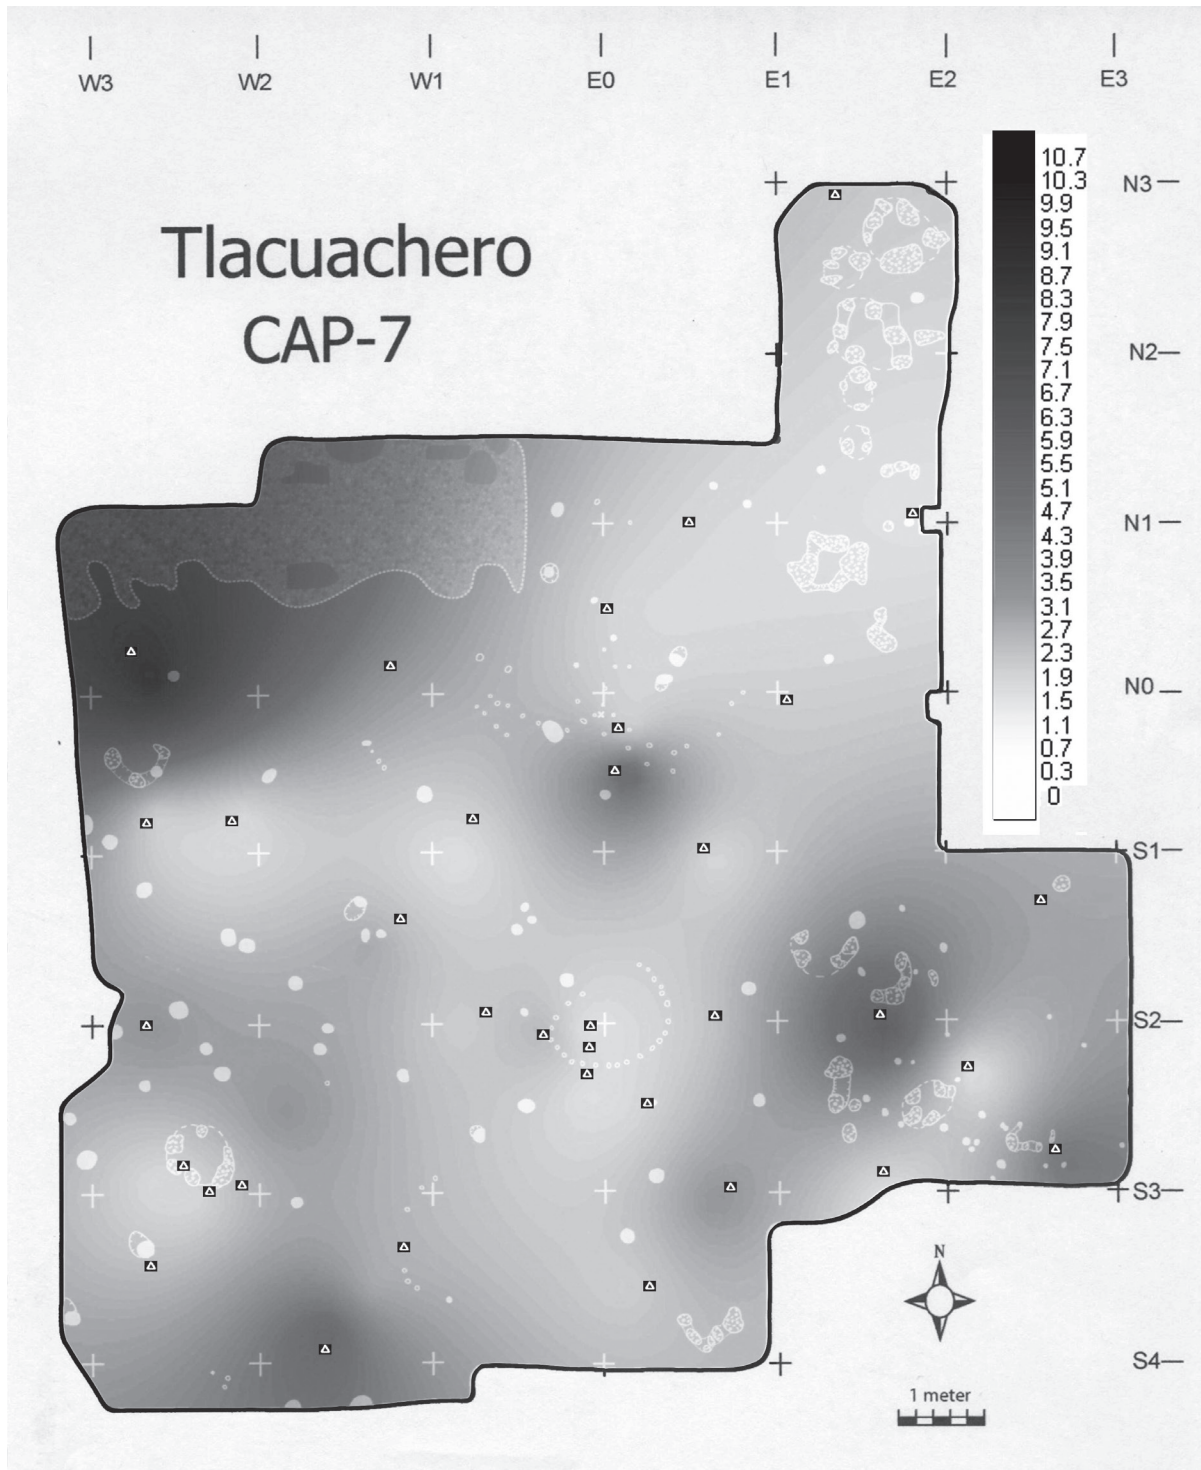 W3 W2 W1 E0 E1 E2 E3
Tlacuachero
CAP-7
10.7
10.3
9.9
9.5
9.1
8.7
8.3
7.9
7.5
7.1
6.7
6.3
5.9
5.5
5.1
4.7
4.3
3.9
3.5
3.1
2.7
2.3
1.9
1.5
1.1
0.7
0.3
0
N3
N2
N1
N0
S1
S2
S3
S4
N
1 meter